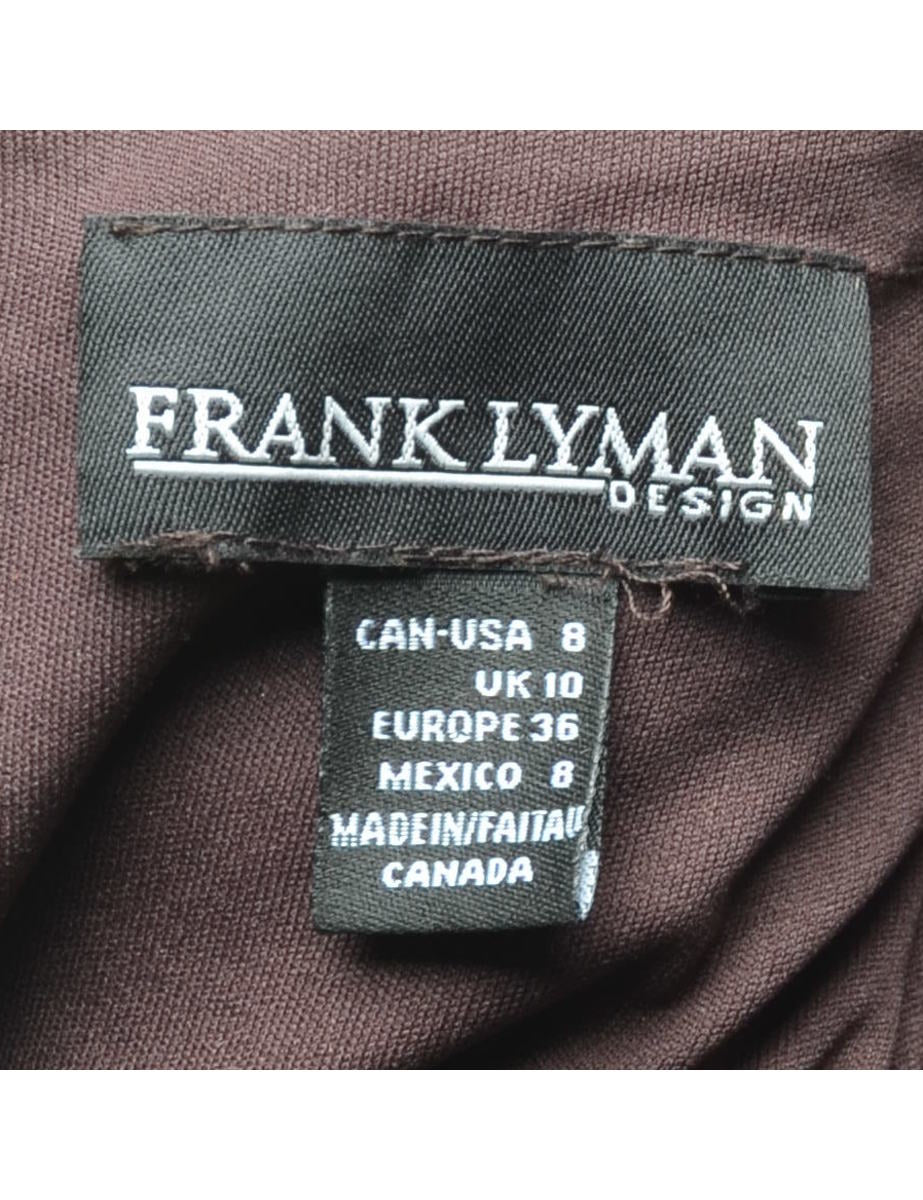 FRANK LYMAN
DESIGN
CAN-USA 8
UK 10
EUROPE 36
MEXICO 8
MADEIN/FAITAU
CANADA